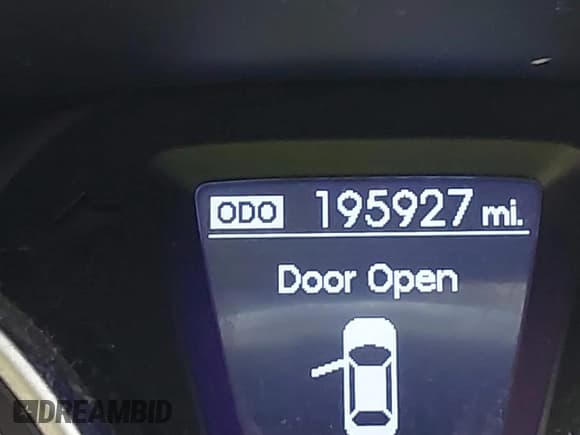 ODO 195927 mi.
Door Open
DREAMBID